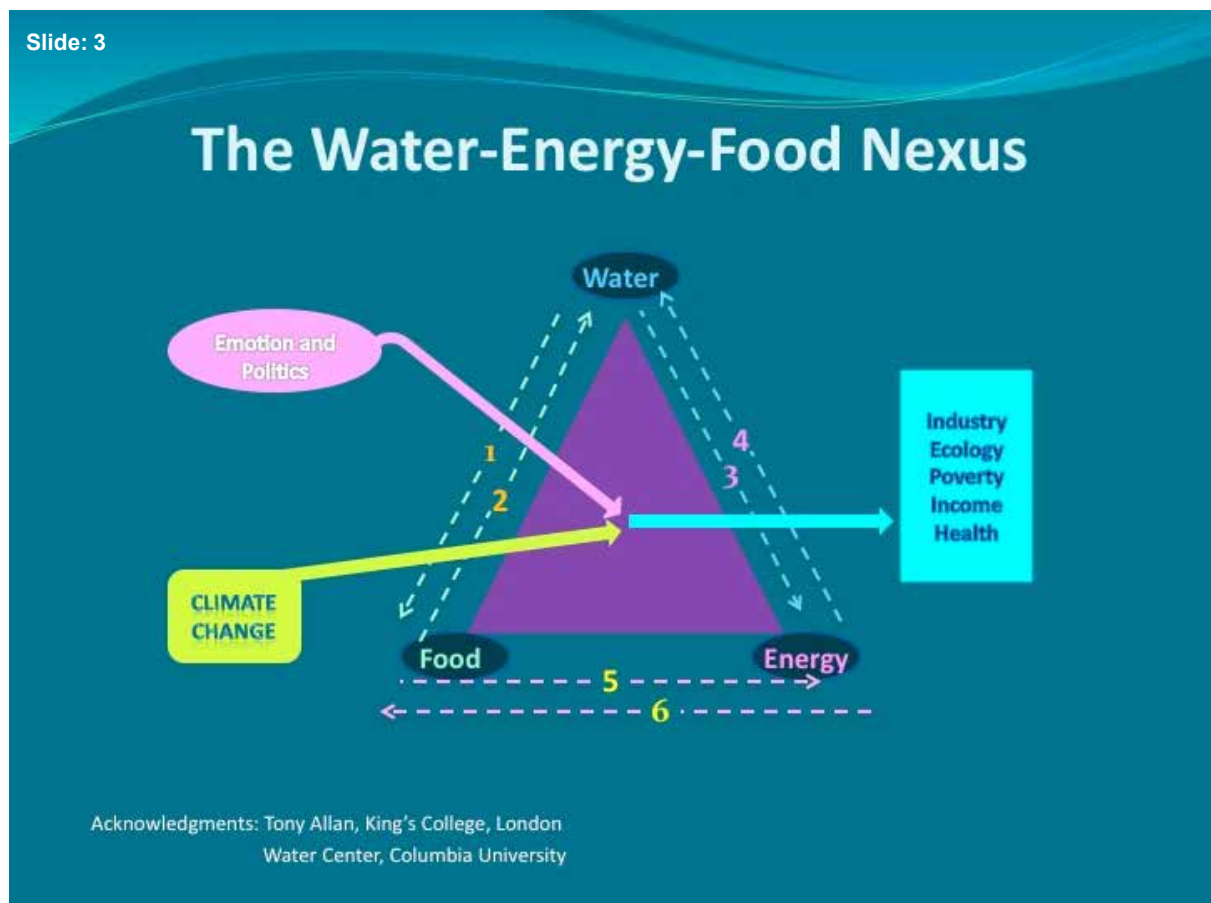 Slide: 3
The Water-Energy-Food Nexus
Water
Emotion and
Politics
1
2
4
3
Industry
Ecology
Poverty
Income
Health
CLIMATE
CHANGE
Food
Energy
5
6
Acknowledgments: Tony Allan, King’s College, London
Water Center, Columbia University